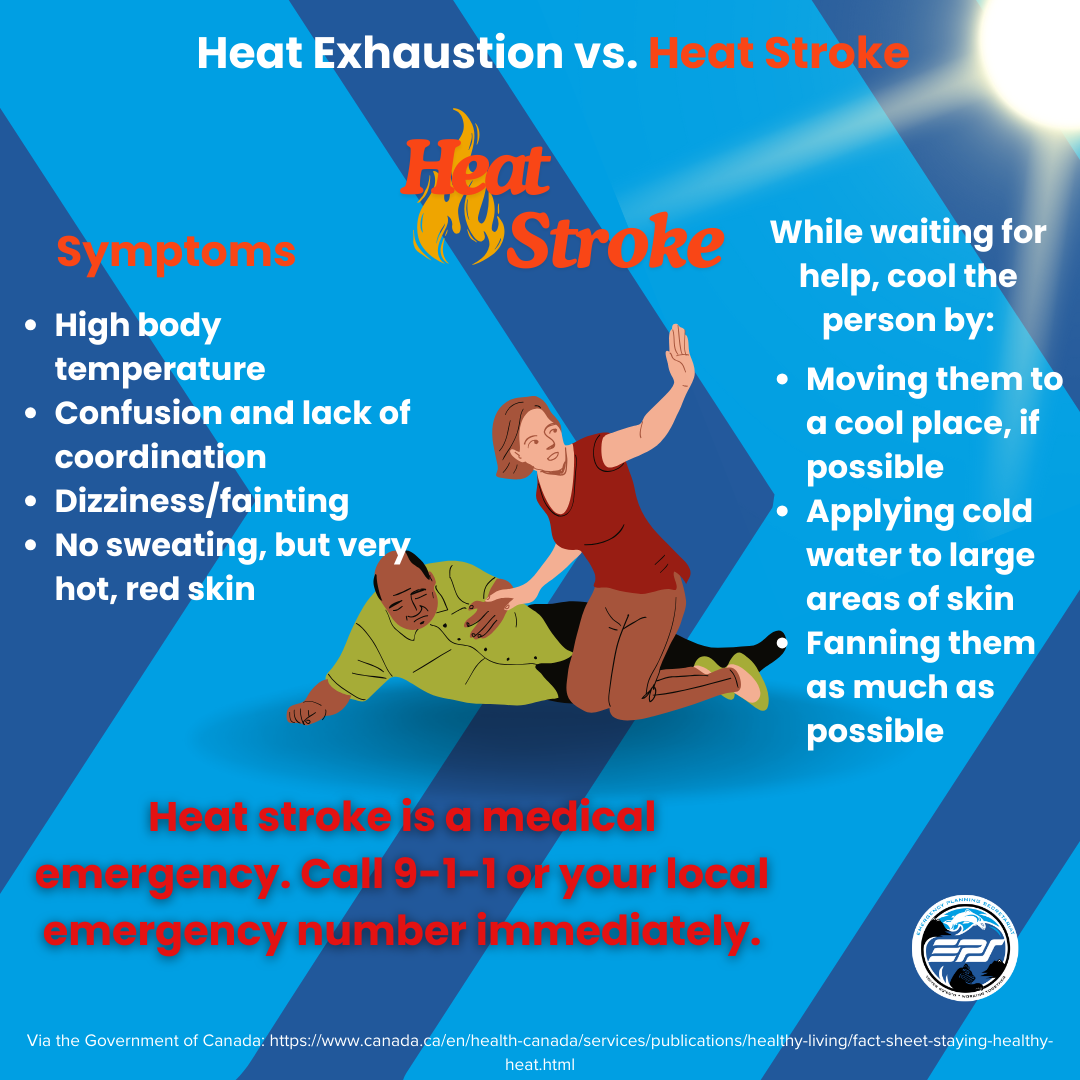 Heat Exhaustion vs. Heat Stroke
Heat
Stroke
Symptoms
• High body
temperature
• Confusion and lack of
coordination
• Dizziness/fainting
• No sweating, but very
hot, red skin
While waiting for
help, cool the
person by:
• Moving them to
a cool place, if
possible
• Applying cold
water to large
areas of skin
• Fanning them
as much as
possible
Heat stroke is a medical
emergency. Call 9-1-1 or your local
emergency number immediately.
EMERGENCY PLANNING SECRETARIAT
EPS
Via the Government of Canada: https://www.canada.ca/en/health-canada/services/publications/healthy-living/fact-sheet-staying-healthy-
heat.html